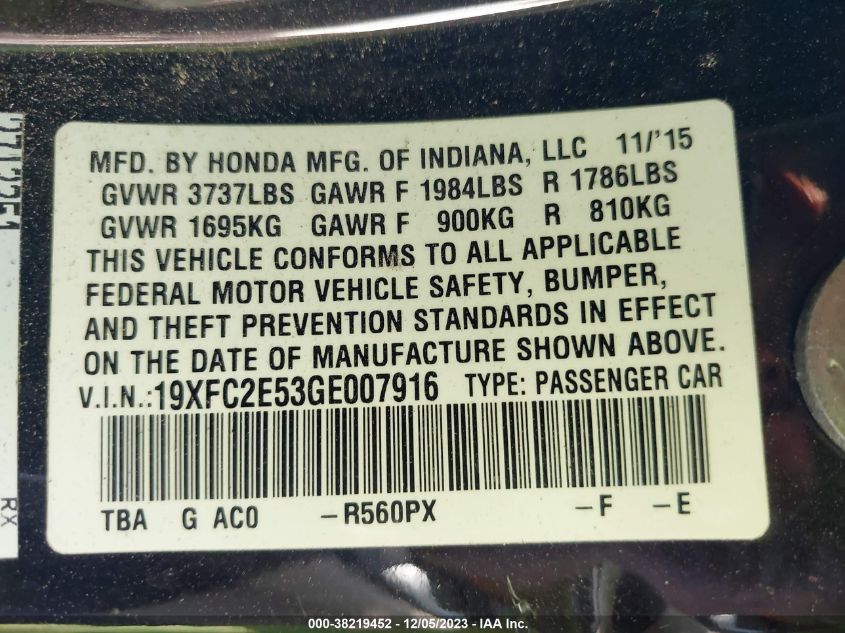 MFD. BY HONDA MFG. OF INDIANA, LLC 11/'15
GVWR 3737LBS GAWR F 1984LBS R 1786LBS
GVWR 1695KG GAWR F 900KG R 810KG
THIS VEHICLE CONFORMS TO ALL APPLICABLE
FEDERAL MOTOR VEHICLE SAFETY, BUMPER,
AND THEFT PREVENTION STANDARDS IN EFFECT
ON THE DATE OF MANUFACTURE SHOWN ABOVE.
V.I.N.:19XFC2E53GE007916 TYPE: PASSENGER CAR
TBA G AC0 -R560PX -F -E
RX
000-38219452 - 12/05/2023 - IAA Inc.